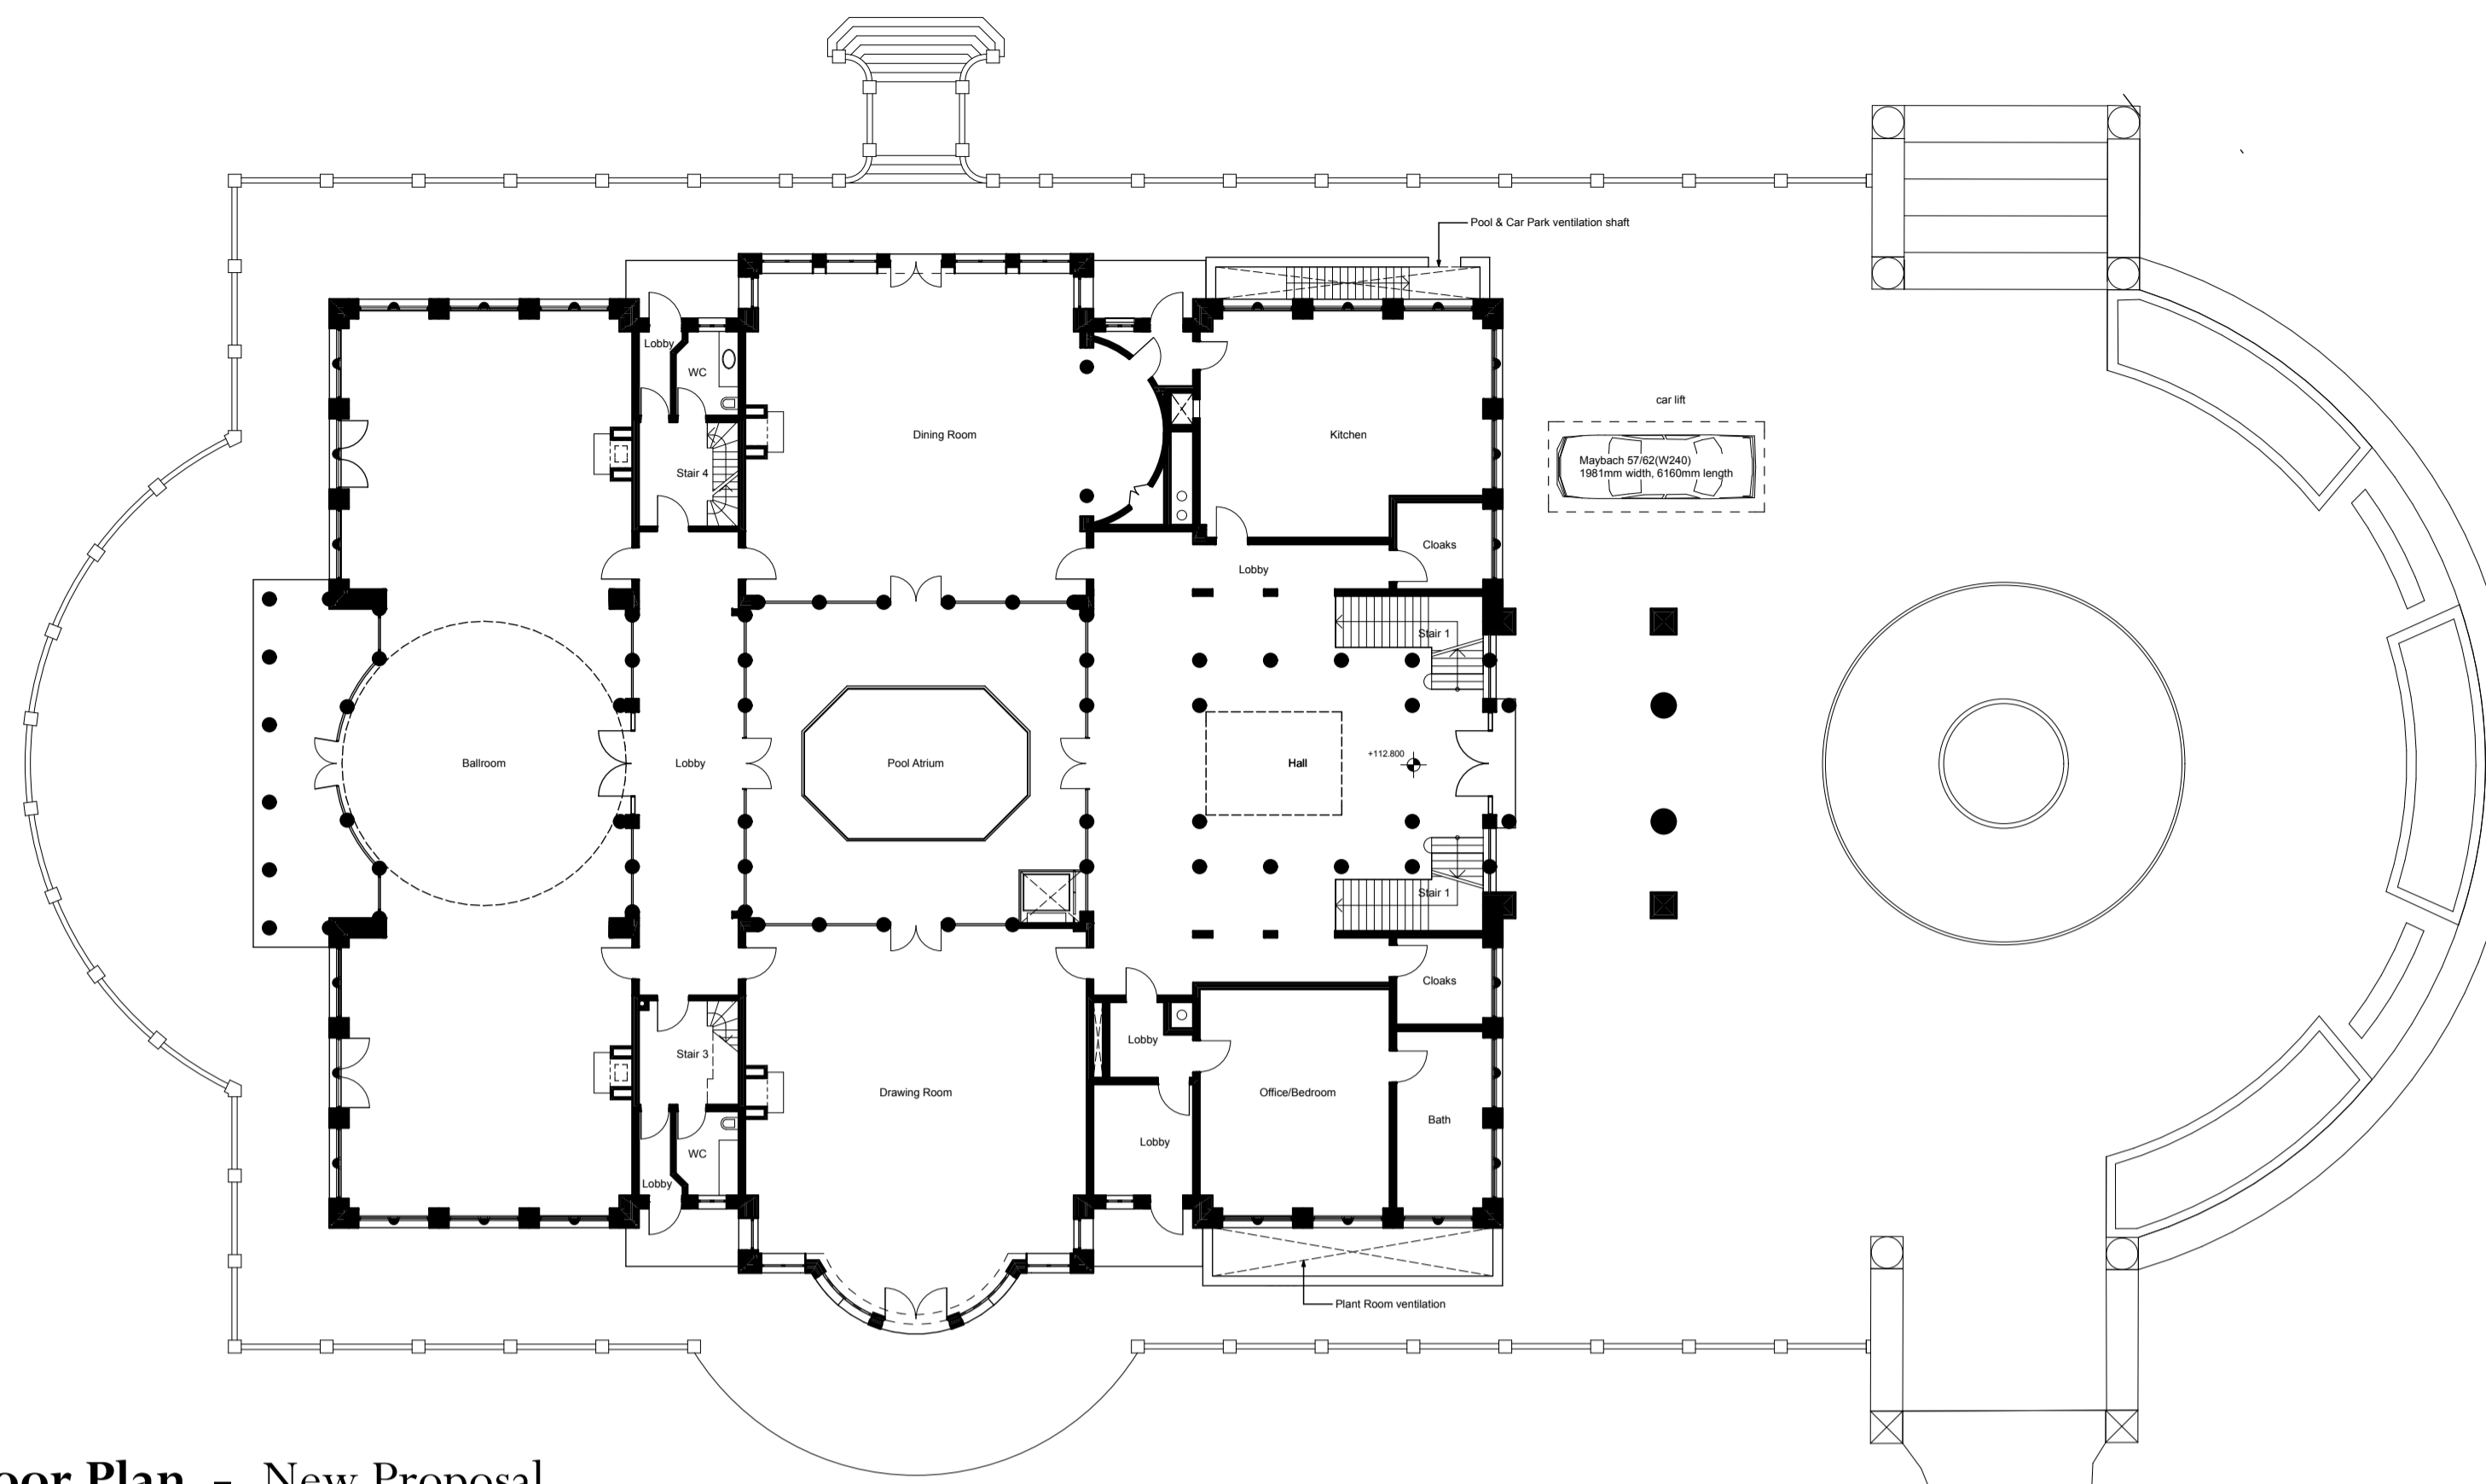 Pool & Car Park ventilation shaft
Lobby
WC
car lift
Dining Room
Kitchen
Maybach 57/62(W240)
1981mm width, 6160mm length
Stair 4
Cloaks
Lobby
Stair 1
+112.800
Ballroom
Lobby
Pool Atrium
Hall
Stair 1
Cloaks
Lobby
Stair 3
Drawing Room
Office/Bedroom
Bath
Lobby
WC
Lobby
Plant Room ventilation
oor Plan - New Proposal